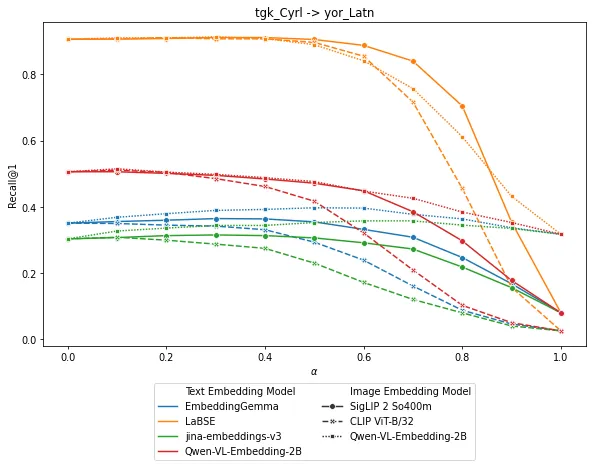 tgk_Cyrl -> yor_Latn
Recall@1
0.8
0.6
0.4
0.2
0.0
0.0 0.2 0.4 0.6 0.8 1.0
α
Text Embedding Model Image Embedding Model
EmbeddingGemma SigLIP 2 So400m
LaBSE CLIP ViT-B/32
jina-embeddings-v3 Qwen-VL-Embedding-2B
Qwen-VL-Embedding-2B